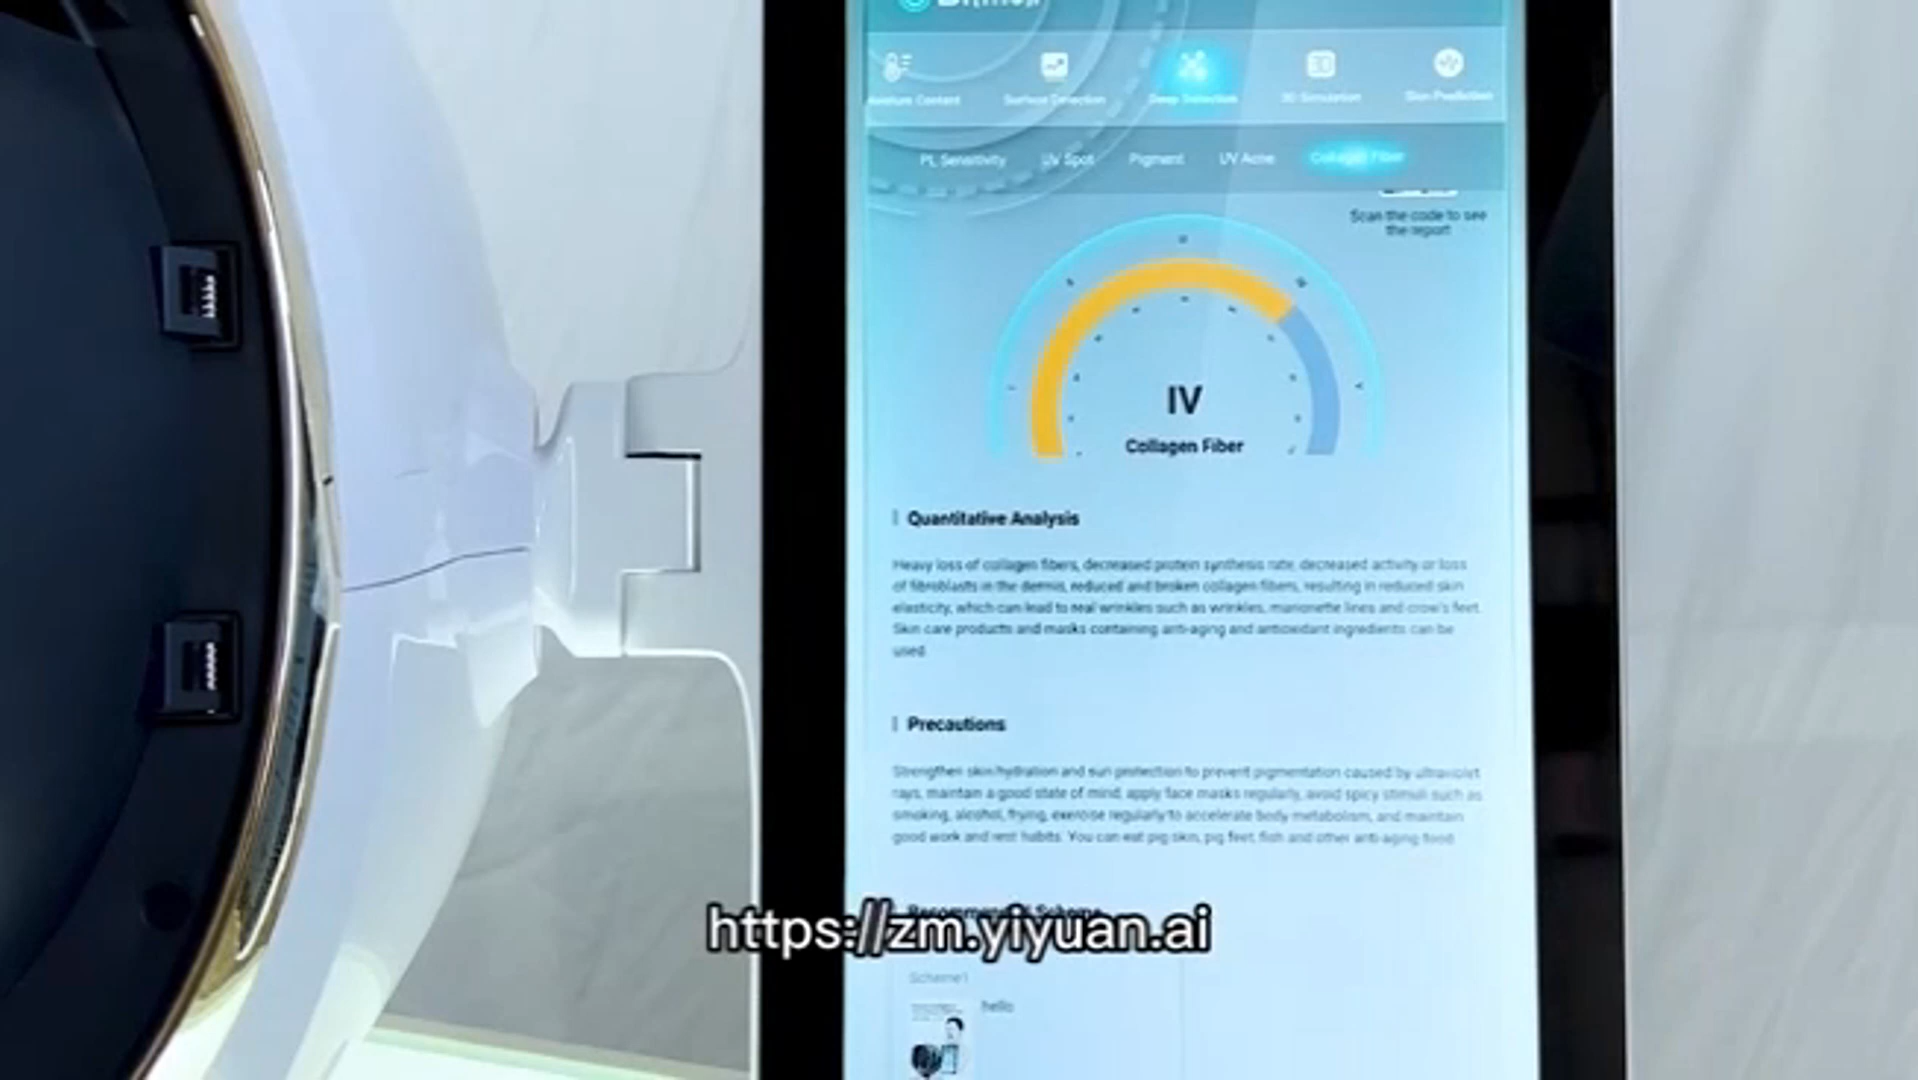 Moisture Content
Surface Detection
Deep Detection
3D Simulation
Skin Prediction
PL Sensitivity
UV Spot
Pigment
UV Acne
Collagen Fiber
Scan the code to see
the report
IV
Collagen Fiber
Quantitative Analysis
Heavy loss of collagen fibers, decreased protein synthesis rate, decreased activity or loss
of fibroblasts in the dermis, reduced and broken collagen fibers, resulting in reduced skin
elasticity, which can lead to real wrinkles such as wrinkles, marionette lines and crow's feet.
Skin care products and masks containing anti-aging and antioxidant ingredients can be
used
Precautions
Strengthen skin hydration and sun protection to prevent pigmentation caused by ultraviolet
rays, maintain a good state of mind, apply face masks regularly, avoid spicy stimuli such as
smoking, alcohol, frying, exercise regularly to accelerate body metabolism, and maintain
good work and rest habits. You can eat pig skin, pig feet, fish and other anti-aging food
Scheme
https://zm.yiyuan.ai
Scheme1
hello